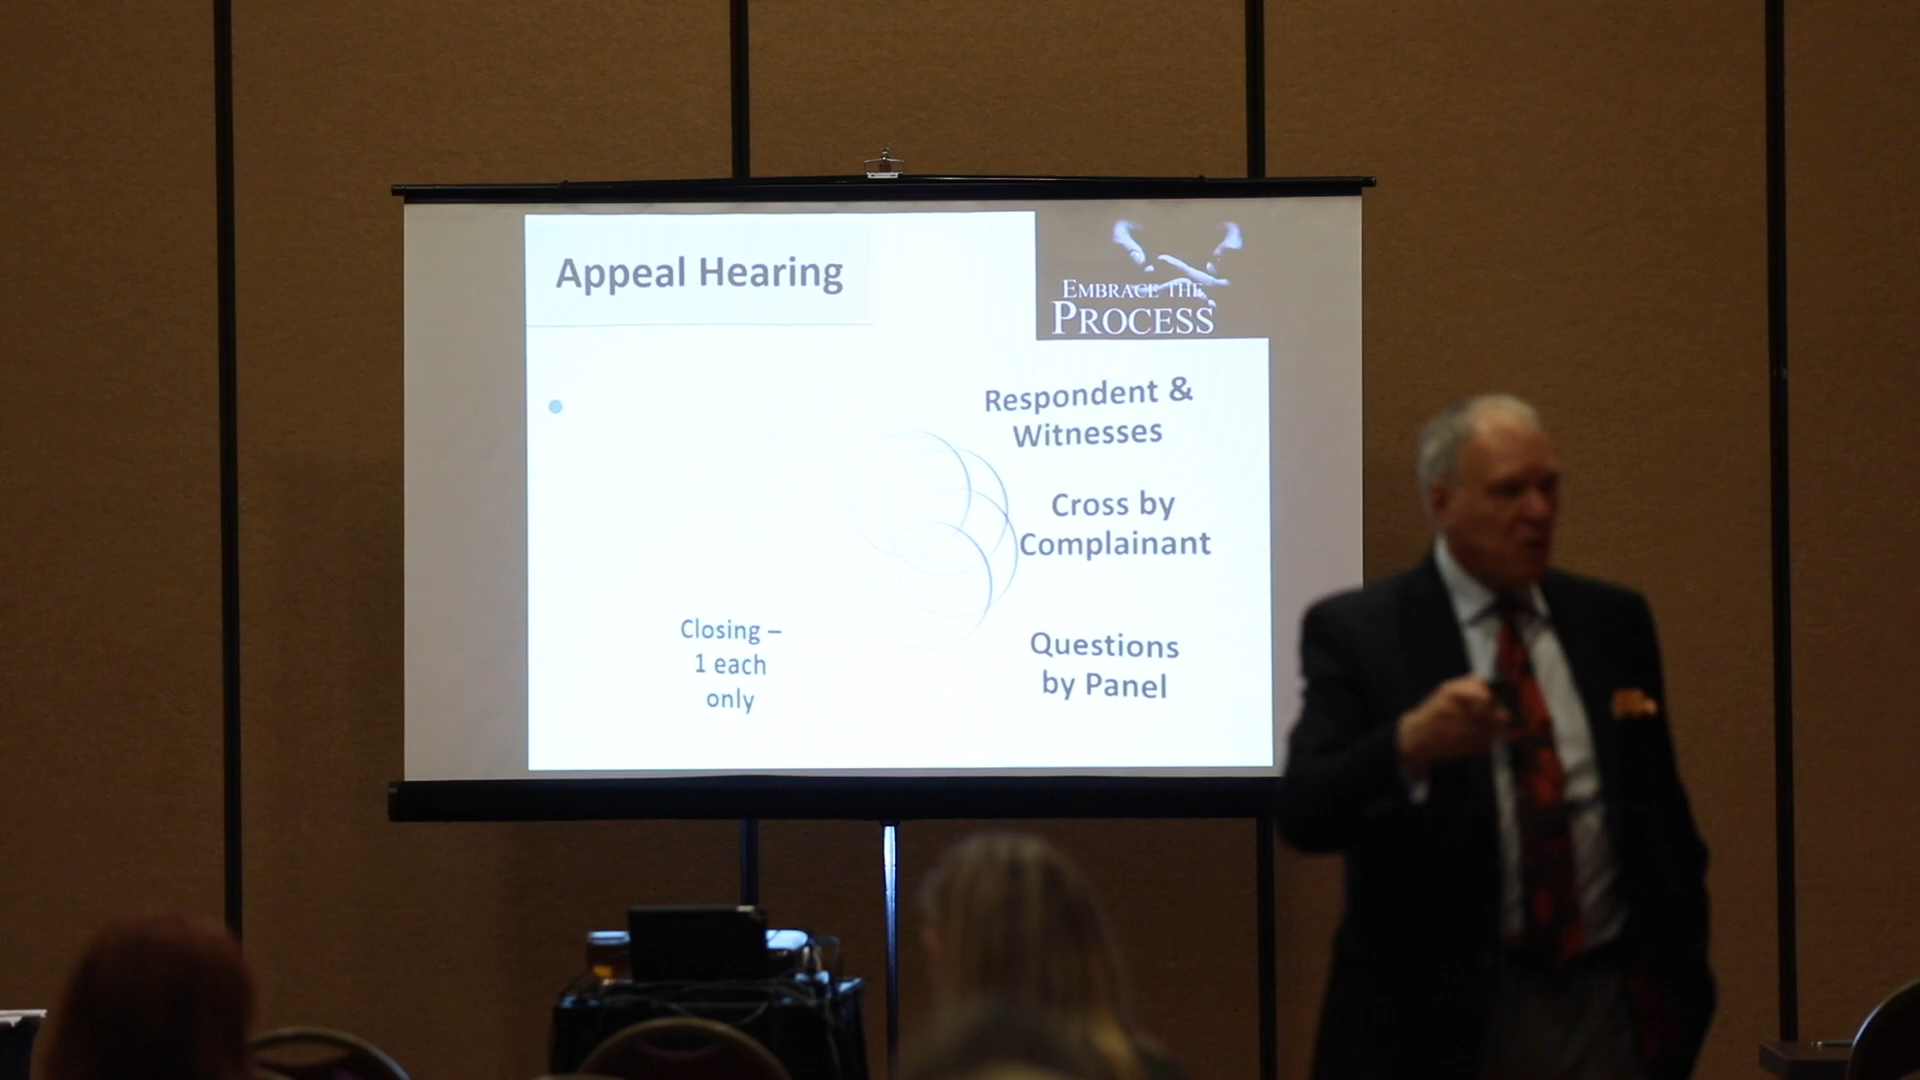 Appeal Hearing
EMBRACE THE
PROCESS
Respondent &
Witnesses
Cross by
Complainant
Questions
by Panel
Closing –
1 each
only